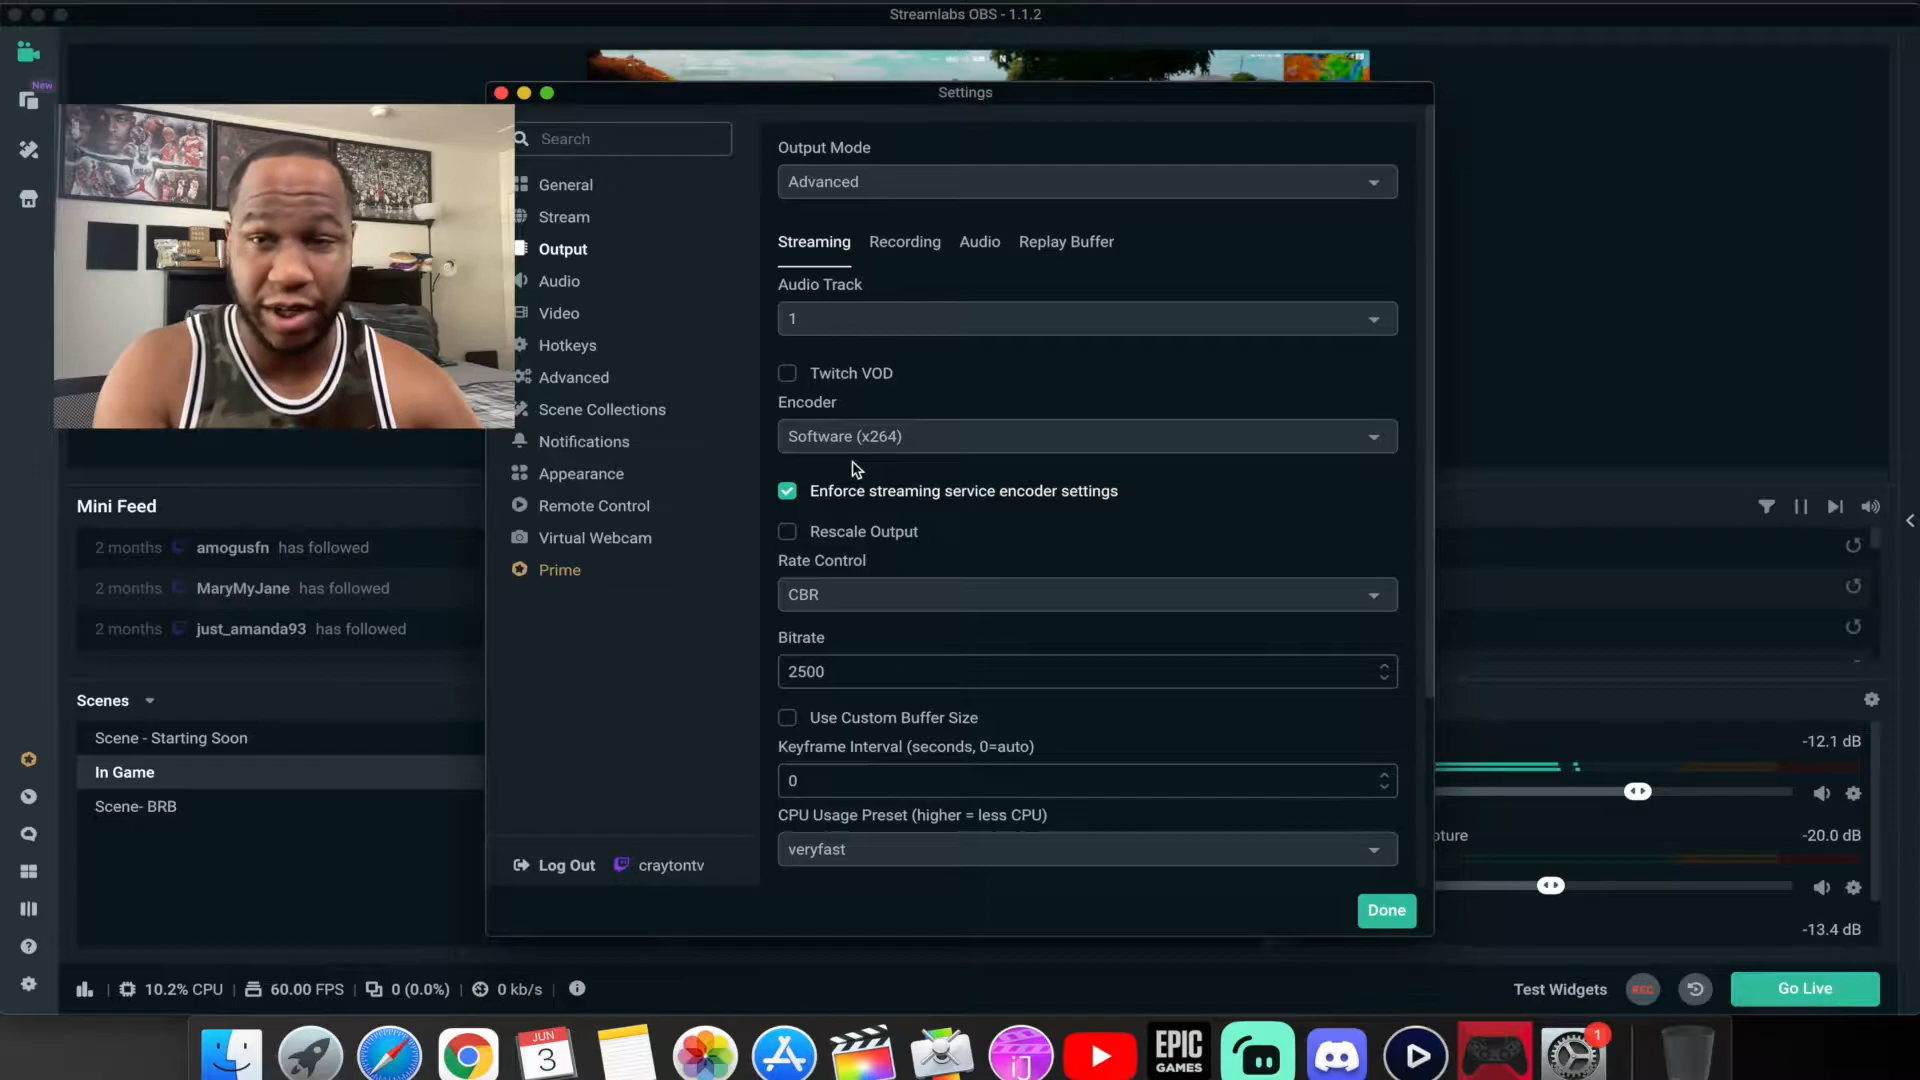 Streamlabs OBS - 1.1.2
New
Settings
Search
General
Stream
Output
Audio
Video
Hotkeys
Advanced
Scene Collections
Notifications
Appearance
Remote Control
Virtual Webcam
Prime
Log Out craytontv
Output Mode
Advanced
Streaming Recording Audio Replay Buffer
Audio Track
1
Twitch VOD
Encoder
Software (x264)
Enforce streaming service encoder settings
Rescale Output
Rate Control
CBR
Bitrate
2500
Use Custom Buffer Size
Keyframe Interval (seconds, 0=auto)
0
CPU Usage Preset (higher = less CPU)
veryfast
Done
Mini Feed
2 months amogusfn has followed
2 months MaryMyJane has followed
2 months just_amanda93 has followed
Scenes
Scene - Starting Soon
In Game
Scene- BRB
-12.1 dB
oture -20.0 dB
-13.4 dB
10.2% CPU 60.00 FPS 0 (0.0%) 0 kb/s
Test Widgets REC Go Live
JUN
3
EPIC
GAMES
1